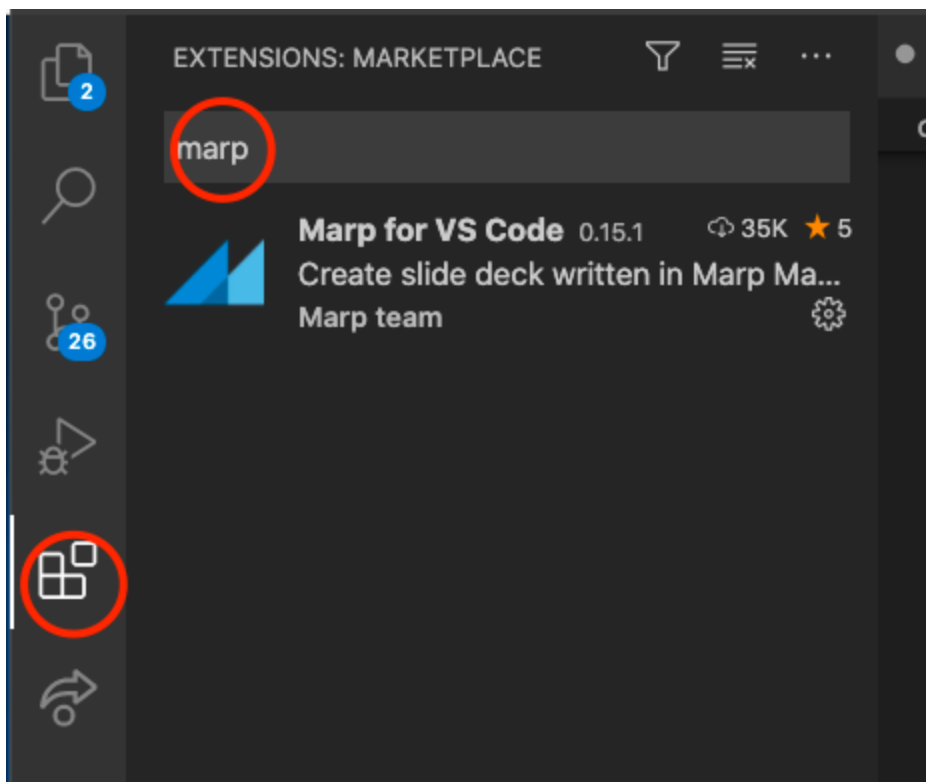 EXTENSIONS: MARKETPLACE
2
marp
Marp for VS Code 0.15.1 35K ★ 5
Create slide deck written in Marp Ma...
Marp team
26